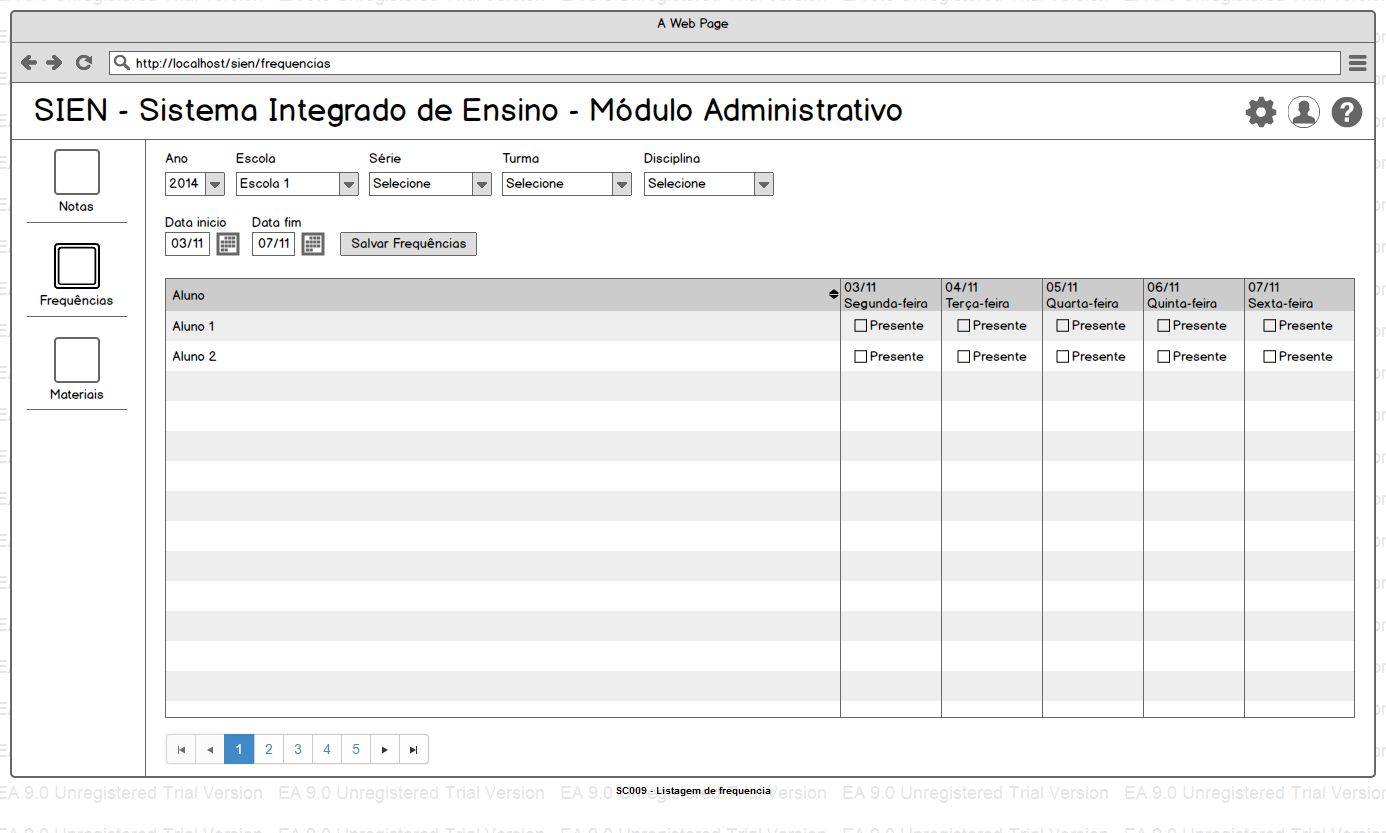 A Web Page
http://localhost/sien/frequencias
SIEN - Sistema Integrado de Ensino - Módulo Administrativo
Notas
Frequências
Materiais
Ano Escola Série Turma Disciplina
2014 Escola 1 Selecione Selecione Selecione
Data inicio Data fim
03/11 07/11 Salvar Frequências
Aluno 03/11 Segunda-feira 04/11 Terça-feira 05/11 Quarta-feira 06/11 Quinta-feira 07/11 Sexta-feira
Aluno 1 Presente Presente Presente Presente Presente
Aluno 2 Presente Presente Presente Presente Presente
1 2 3 4 5
SC009 - Listagem de frequencia
EA 9.0 Unregistered Trial Version EA 9.0 Unregistered Trial Version EA 9.0 Version EA 9.0 Unregistered Trial Version EA 9.0 Unregistered Trial Version